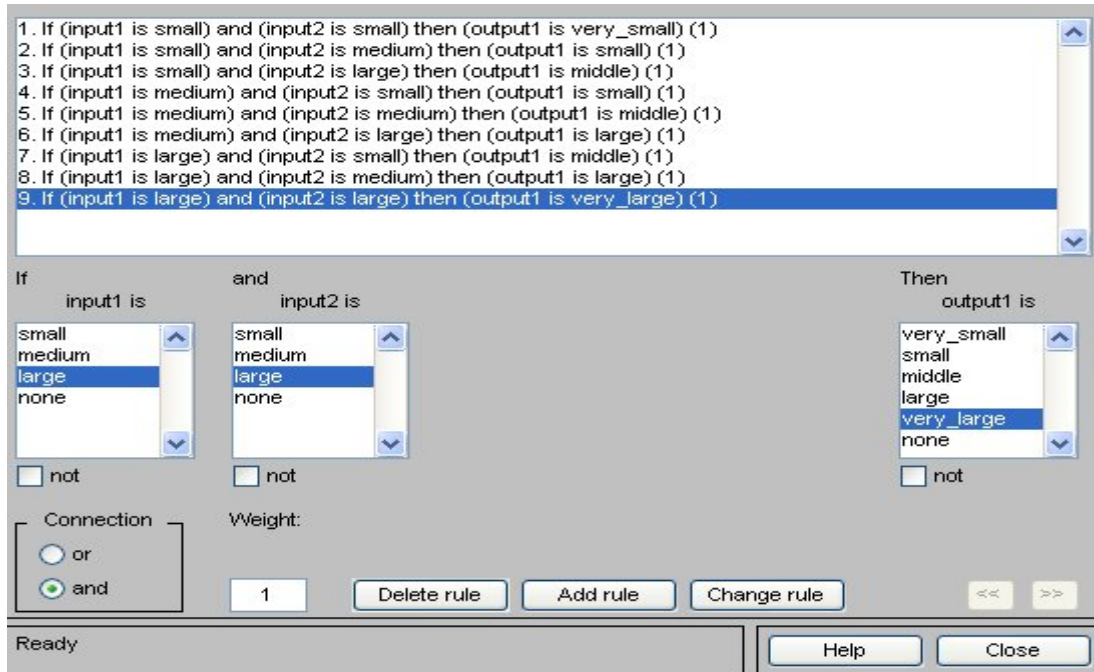 1. If (input1 is small) and (input2 is small) then (output1 is very_small) (1)
2. If (input1 is small) and (input2 is medium) then (output1 is small) (1)
3. If (input1 is small) and (input2 is large) then (output1 is middle) (1)
4. If (input1 is medium) and (input2 is small) then (output1 is small) (1)
5. If (input1 is medium) and (input2 is medium) then (output1 is middle) (1)
6. If (input1 is medium) and (input2 is large) then (output1 is large) (1)
7. If (input1 is large) and (input2 is small) then (output1 is middle) (1)
8. If (input1 is large) and (input2 is medium) then (output1 is large) (1)
9. If (input1 is large) and (input2 is large) then (output1 is very_large) (1)
If
input1 is
small
medium
large
none
not
and
input2 is
small
medium
large
none
not
Then
output1 is
very_small
small
middle
large
very_large
none
not
Connection
or
and
Weight:
1
Delete rule
Add rule
Change rule
<<
>>
Ready
Help
Close